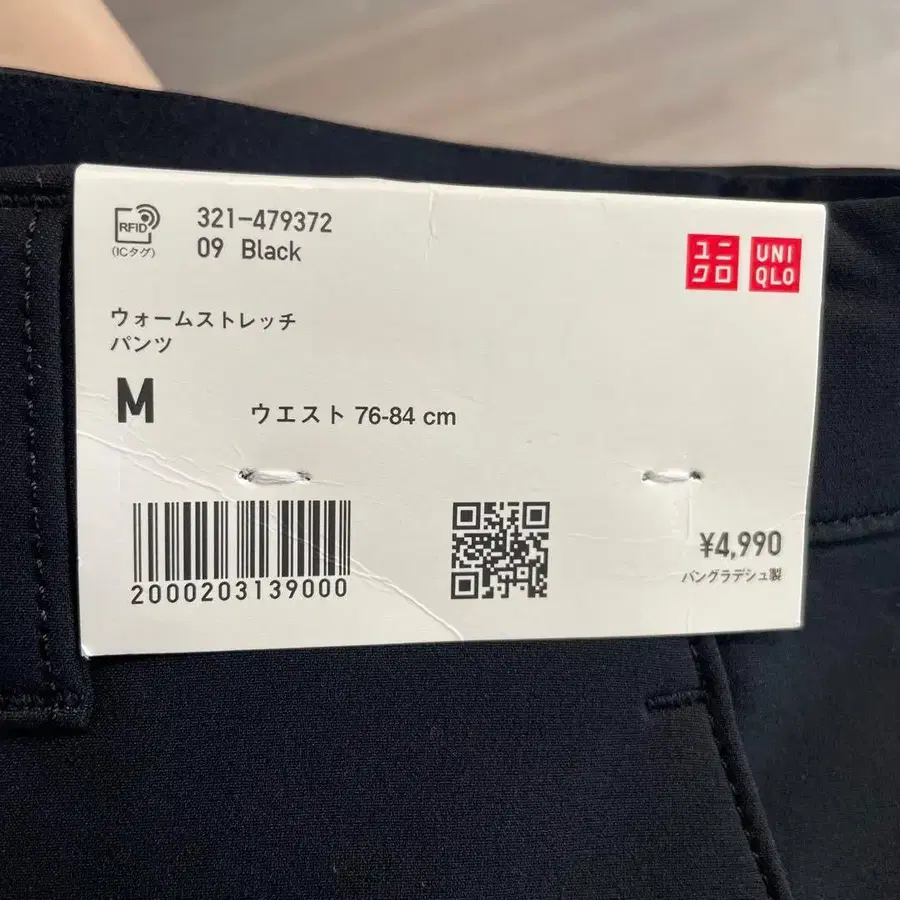 RFID
(ICタグ)
321-479372
09 Black
ユニ
クロ
UNI
QLO
ウォームストレッチ
パンツ
M
ウエスト 76-84 cm
2000203139000
¥4,990
バングラデシュ製